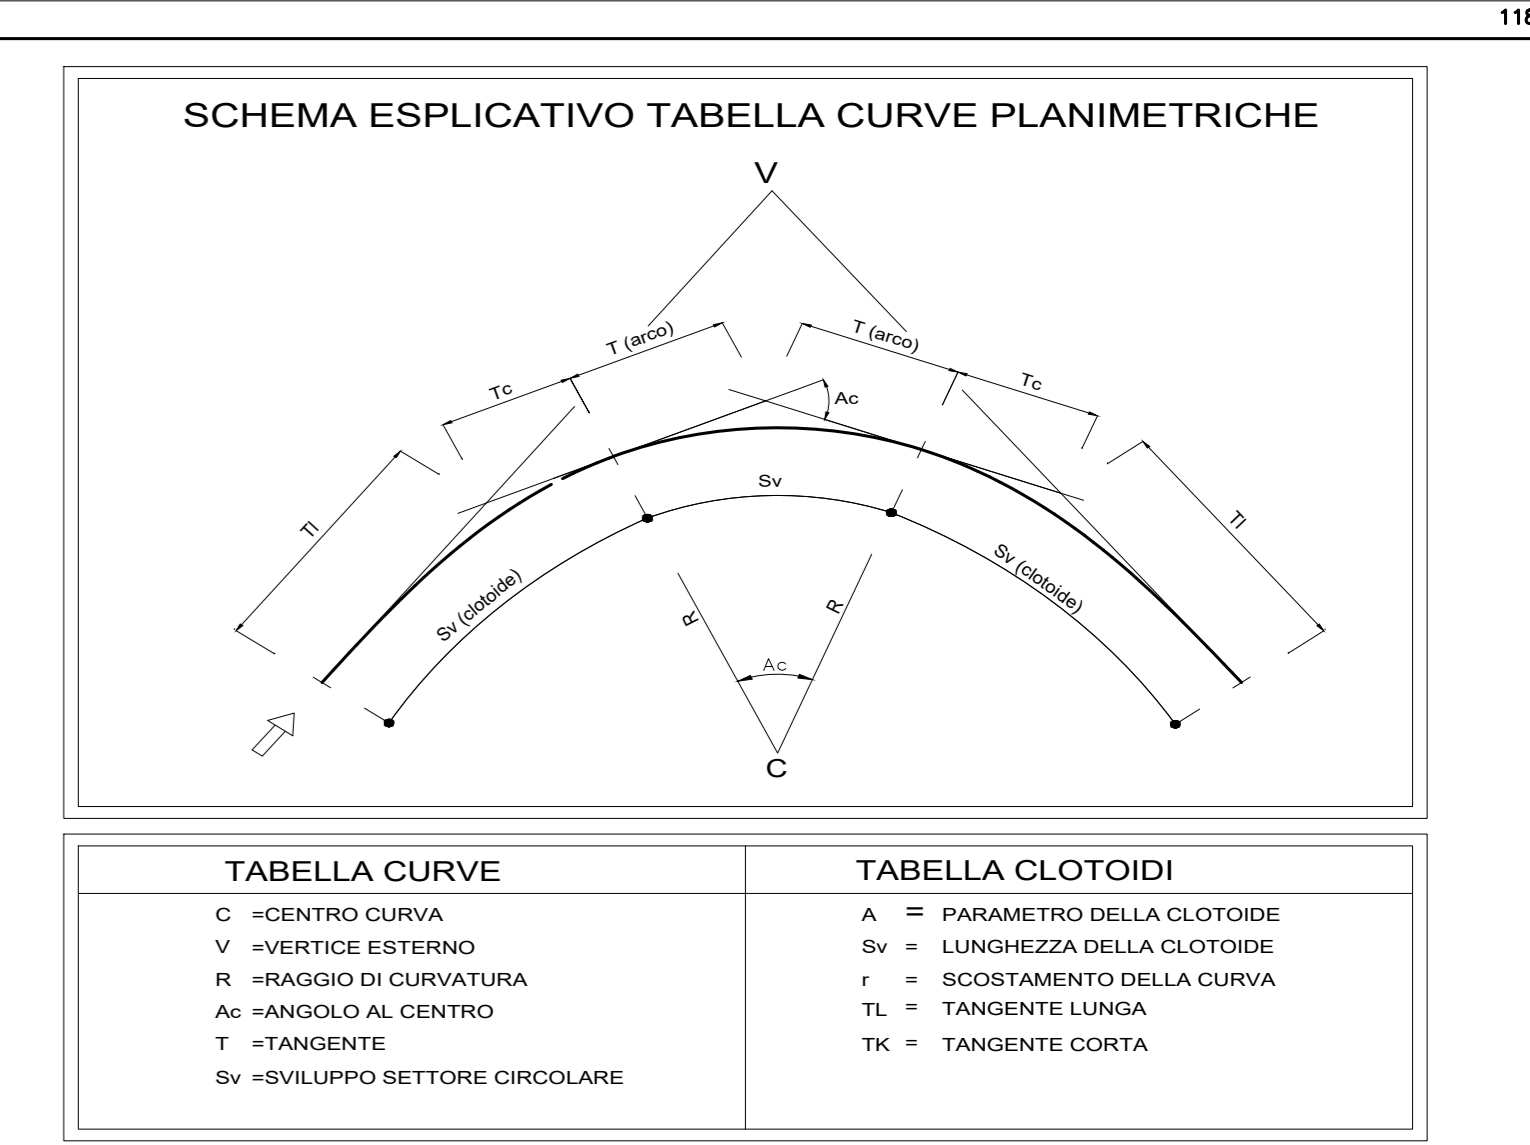 118
SCHEMA ESPLICATIVO TABELLA CURVE PLANIMETRICHE
V
T (arco)
T (arco)
Tc
Tc
Ac
Tl
Sv
Tl
Sv (clotoide)
Sv (clotoide)
R
R
Ac
C
TABELLA CURVE
C =CENTRO CURVA
V =VERTICE ESTERNO
R =RAGGIO DI CURVATURA
Ac =ANGOLO AL CENTRO
T =TANGENTE
Sv =SVILUPPO SETTORE CIRCOLARE
TABELLA CLOTOIDI
A = PARAMETRO DELLA CLOTOIDE
Sv = LUNGHEZZA DELLA CLOTOIDE
r = SCOSTAMENTO DELLA CURVA
TL = TANGENTE LUNGA
TK = TANGENTE CORTA